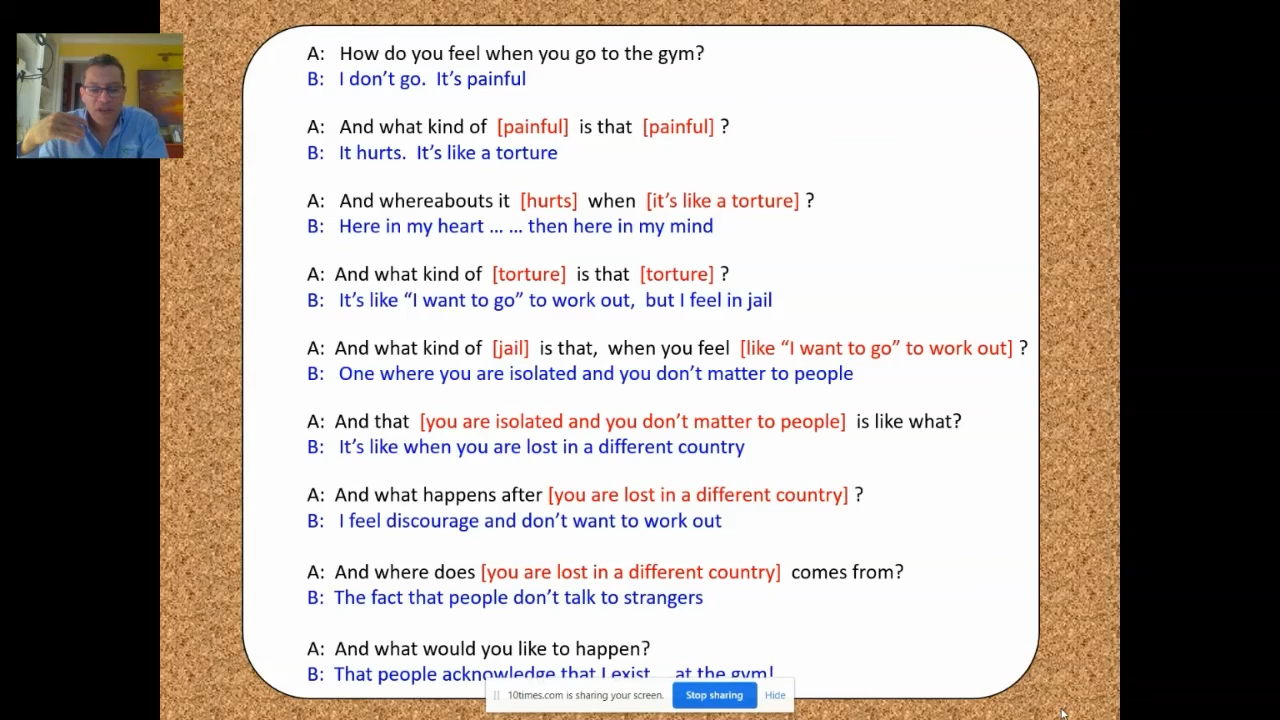 A: How do you feel when you go to the gym?
B: I don't go. It's painful
A: And what kind of [painful] is that [painful] ?
B: It hurts. It's like a torture
A: And whereabouts it [hurts] when [it's like a torture] ?
B: Here in my heart ... ... then here in my mind
A: And what kind of [torture] is that [torture] ?
B: It's like “I want to go” to work out, but I feel in jail
A: And what kind of [jail] is that, when you feel [like “I want to go” to work out] ?
B: One where you are isolated and you don't matter to people
A: And that [you are isolated and you don't matter to people] is like what?
B: It's like when you are lost in a different country
A: And what happens after [you are lost in a different country] ?
B: I feel discourage and don't want to work out
A: And where does [you are lost in a different country] comes from?
B: The fact that people don't talk to strangers
A: And what would you like to happen?
B: That people acknowledge that I exist... at the gym!
10times.com is sharing your screen. Stop sharing Hide